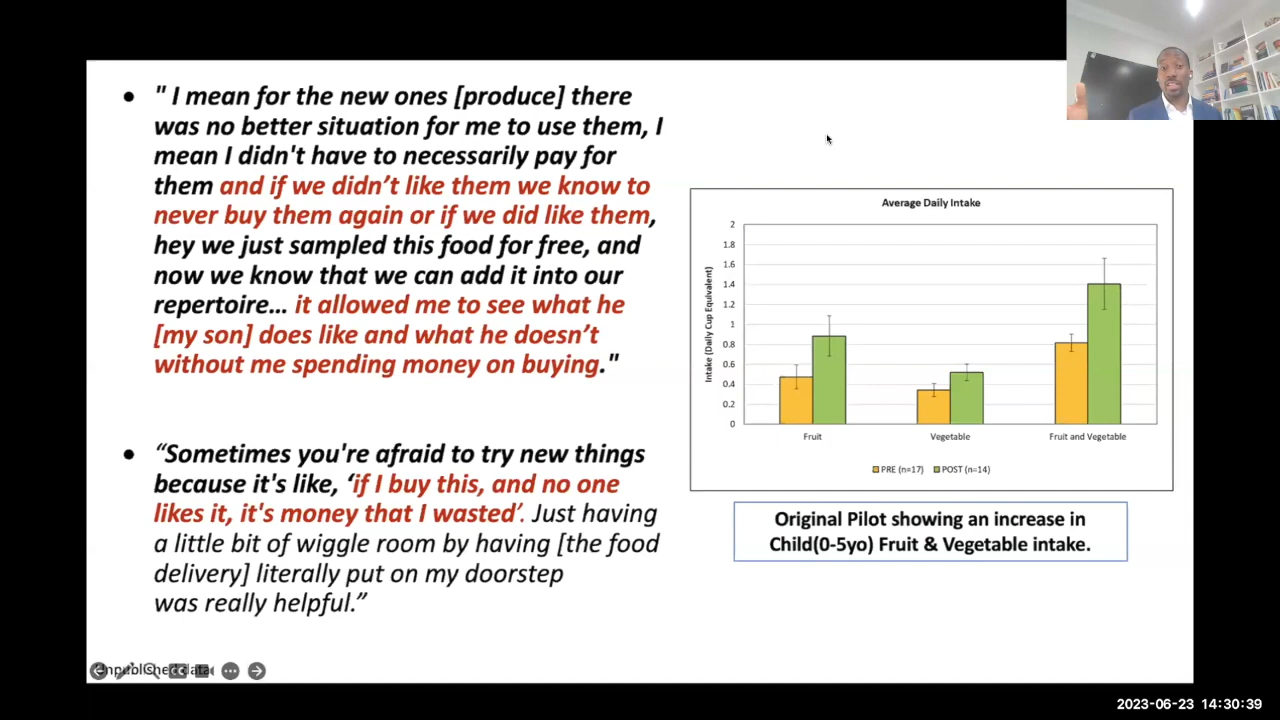 • " I mean for the new ones [produce] there
was no better situation for me to use them, I
mean I didn't have to necessarily pay for
them and if we didn’t like them we know to
never buy them again or if we did like them,
hey we just sampled this food for free, and
now we know that we can add it into our
repertoire… it allowed me to see what he
[my son] does like and what he doesn’t
without me spending money on buying."
• “Sometimes you're afraid to try new things
because it's like, ‘if I buy this, and no one
likes it, it's money that I wasted’. Just having
a little bit of wiggle room by having [the food
delivery] literally put on my doorstep
was really helpful.”
Unpublished data
Average Daily Intake
Intake (Daily Cup Equivalent)
2
1.8
1.6
1.4
1.2
1
0.8
0.6
0.4
0.2
0
Fruit
Vegetable
Fruit and Vegetable
PRE (n=17)
POST (n=14)
Original Pilot showing an increase in
Child(0-5yo) Fruit & Vegetable intake.
2023-06-23 14:30:39